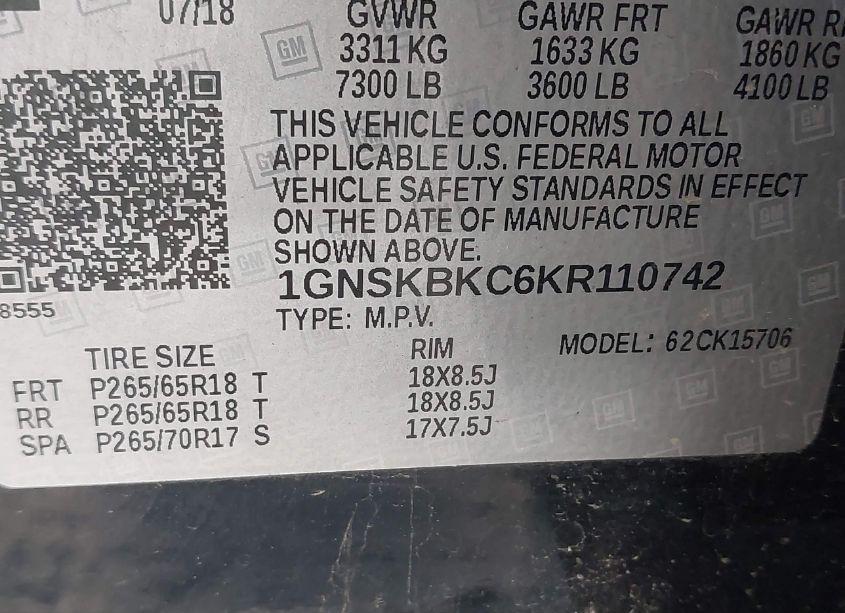 07/18 GVWR GAWR FRT GAWR
3311 KG 1633 KG 1860 KG
7300 LB 3600 LB 4100 LB
THIS VEHICLE CONFORMS TO ALL
APPLICABLE U.S. FEDERAL MOTOR
VEHICLE SAFETY STANDARDS IN EFFECT
ON THE DATE OF MANUFACTURE
SHOWN ABOVE.
1GNSKBKC6KR110742
8555
TYPE: M.P.V.
TIRE SIZE RIM MODEL: 62CK15706
FRT P265/65R18 T 18X8.5J
RR P265/65R18 T 18X8.5J
SPA P265/70R17 S 17X7.5J
GM